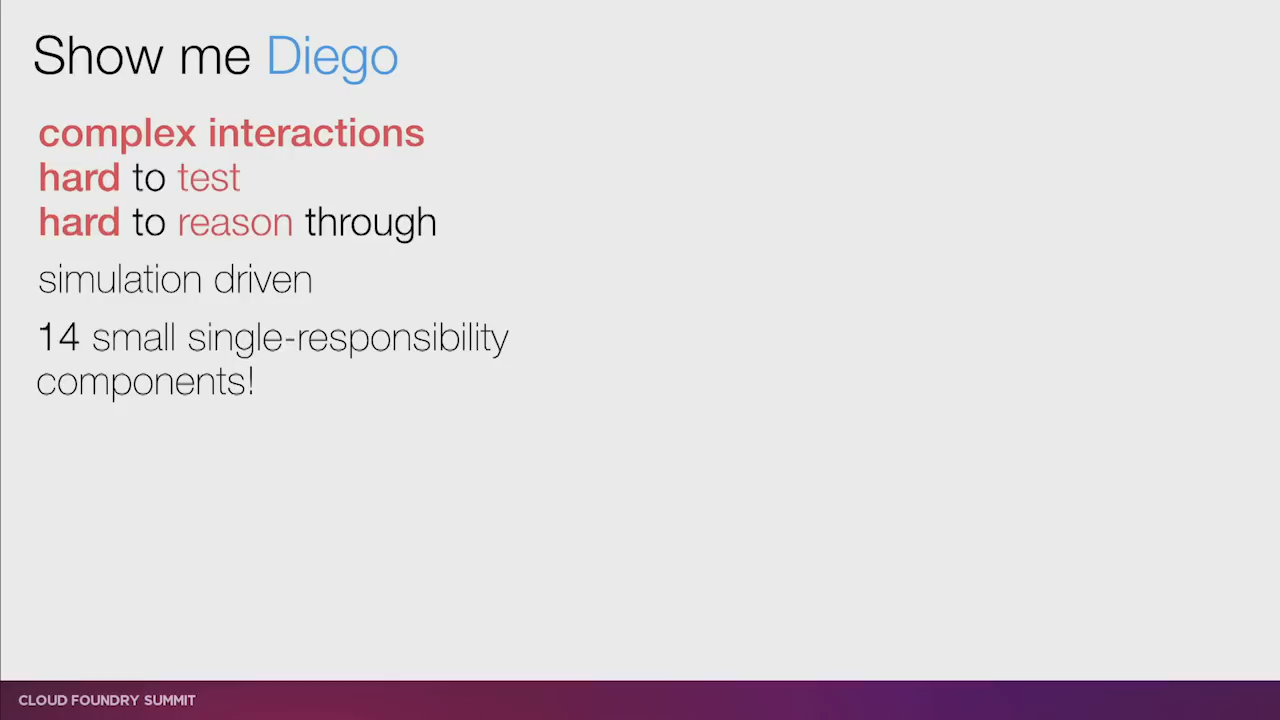 Show me Diego
complex interactions
hard to test
hard to reason through
simulation driven
14 small single-responsibility
components!
CLOUD FOUNDRY SUMMIT